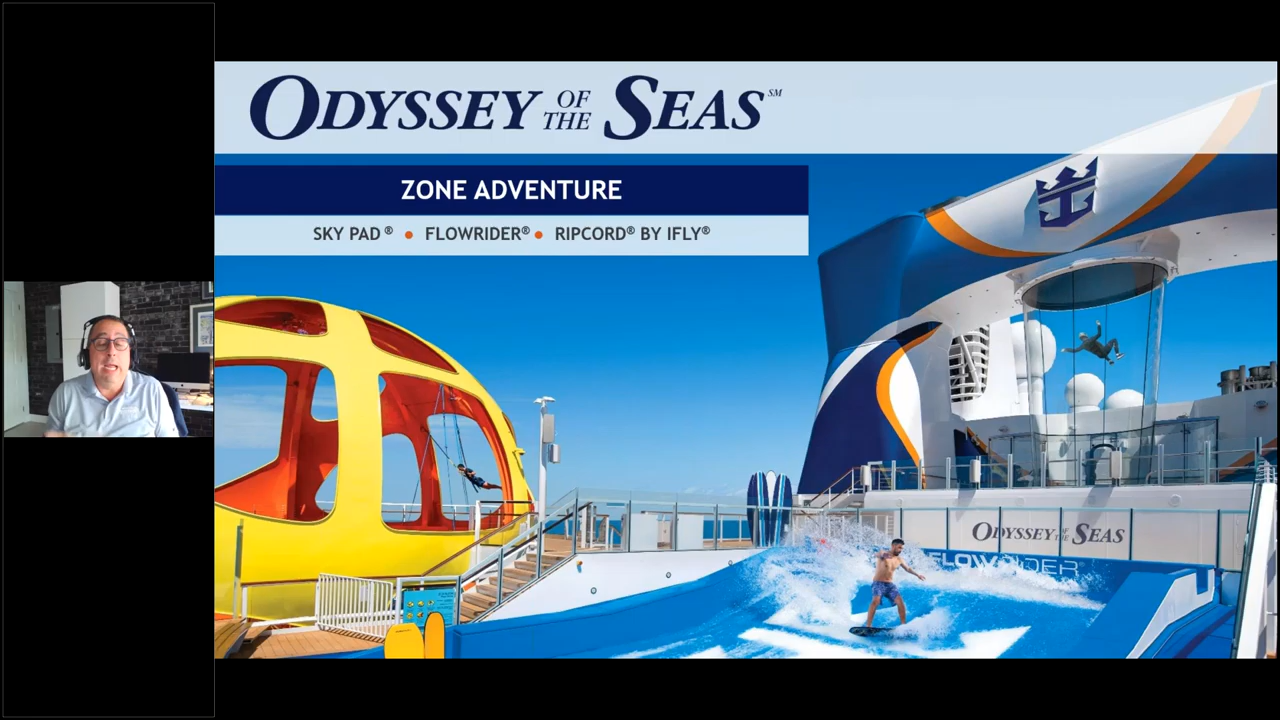 ODYSSEY OF THE SEAS℠
ZONE ADVENTURE
SKY PAD® • FLOWRIDER® • RIPCORD® BY IFLY®
ODYSSEY OF THE SEAS
FLOWRIDER